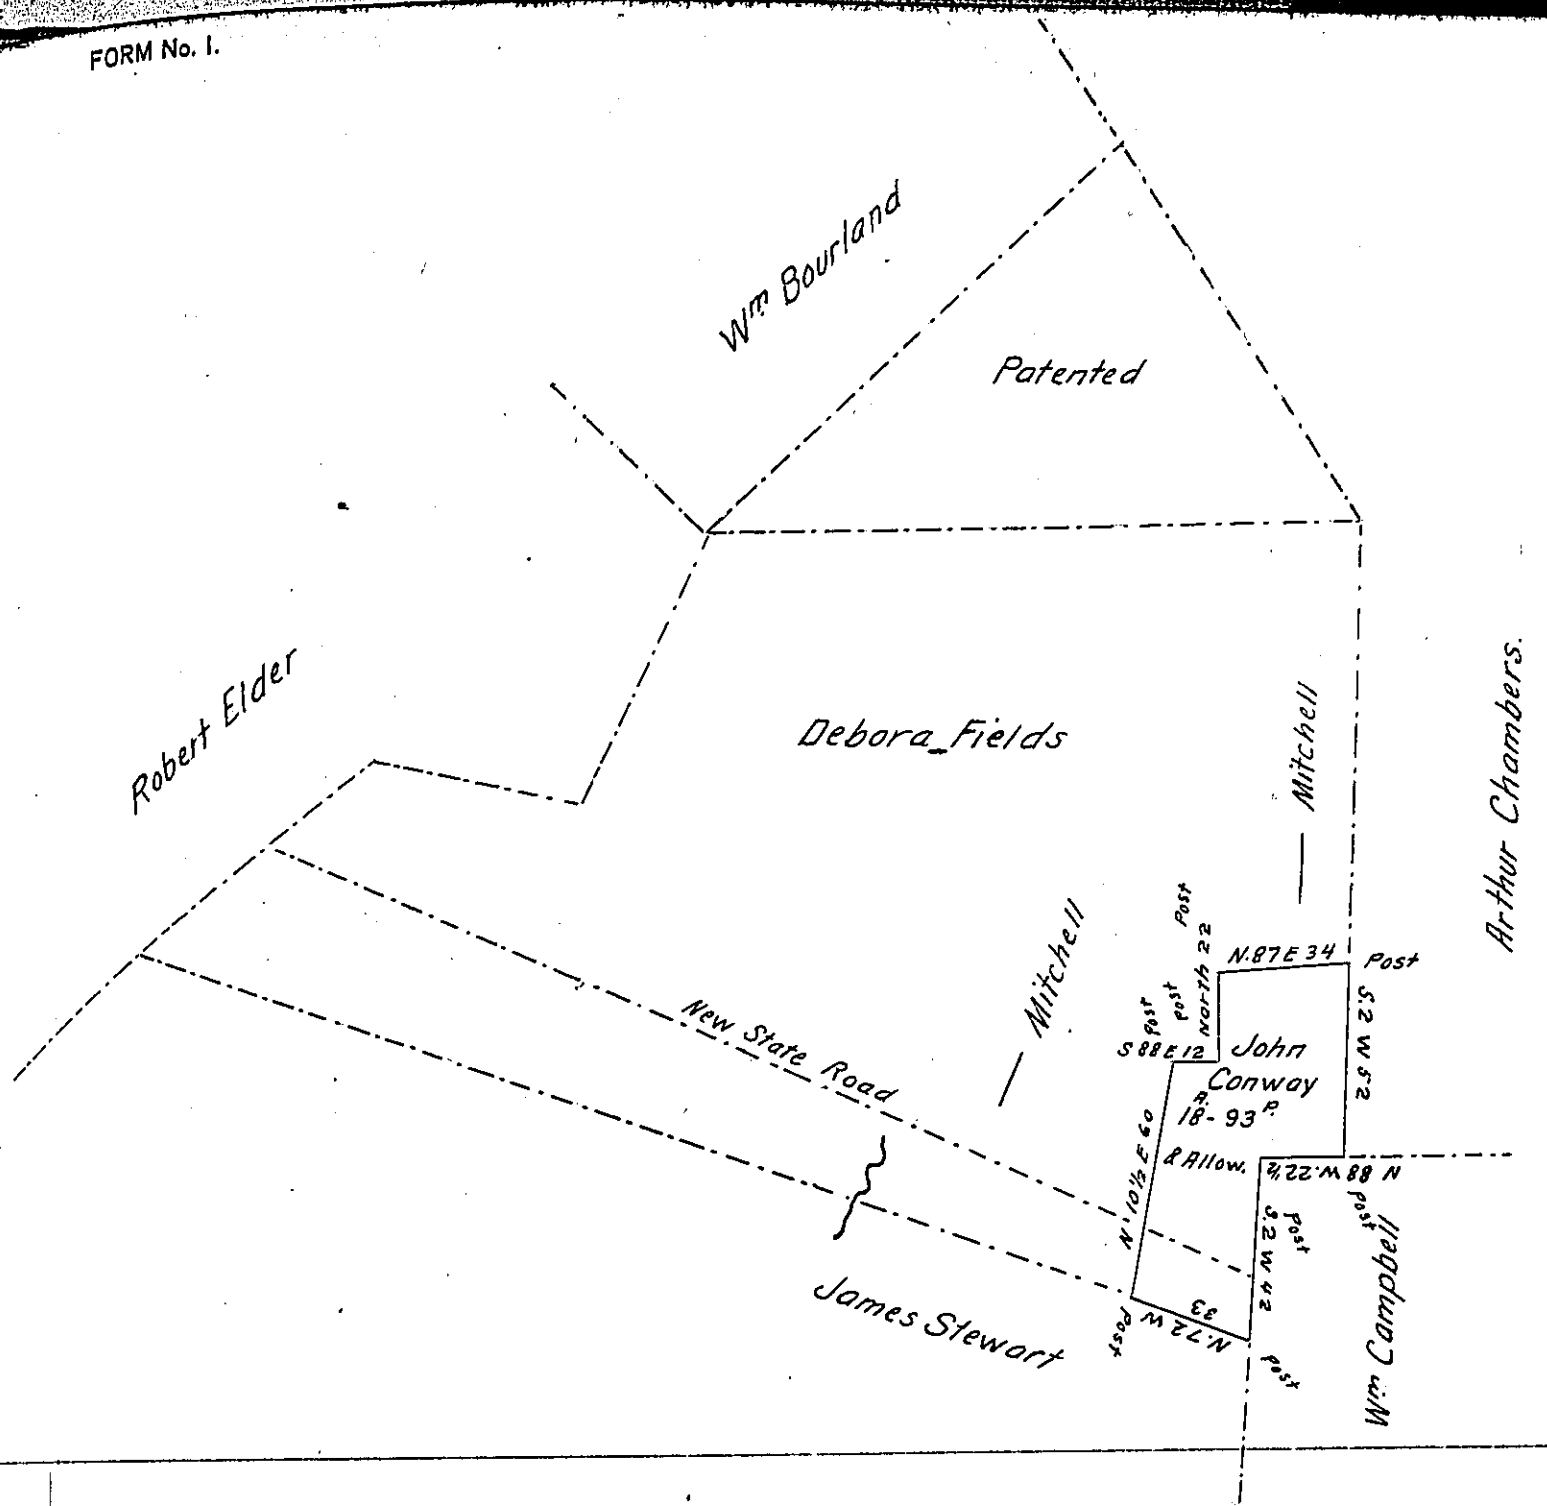 FORM No. I.
Wm Bourland
Patented
Robert Elder
Debora Fields
Mitchell
Arthur Chambers.
Mitchell
New State Road
Post
North 22
Post
Post
S 88 E 12
N. 87 E 34
Post
S. 2 W 52
John
Conway
A. P.
18-93
& Allow.
N. 10½ E 60
N 88 W. 22½
Post
Post
S. 2 W 42
Wm Campbell
N. 72 W
33
Post
Post
James Stewart